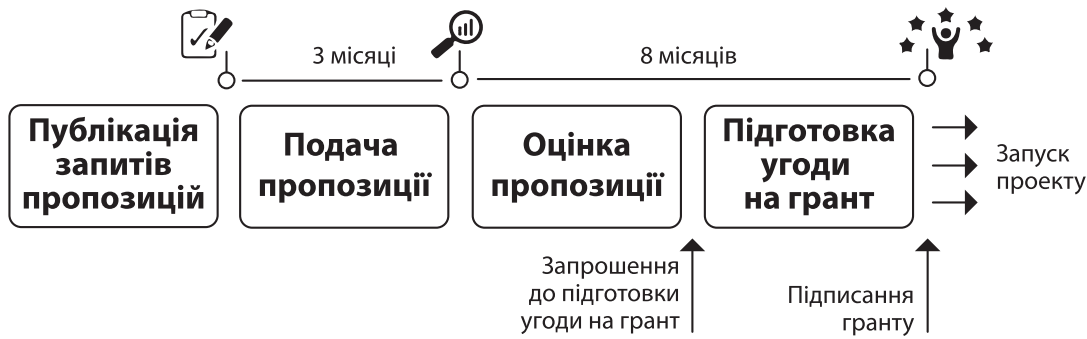 3 місяці
8 місяців
Публікація
запитів
пропозицій
Подача
пропозиції
Оцінка
пропозиції
Підготовка
угоди
на грант
Запуск
проекту
Запрошення
до підготовки
угоди на грант
Підписання
гранту